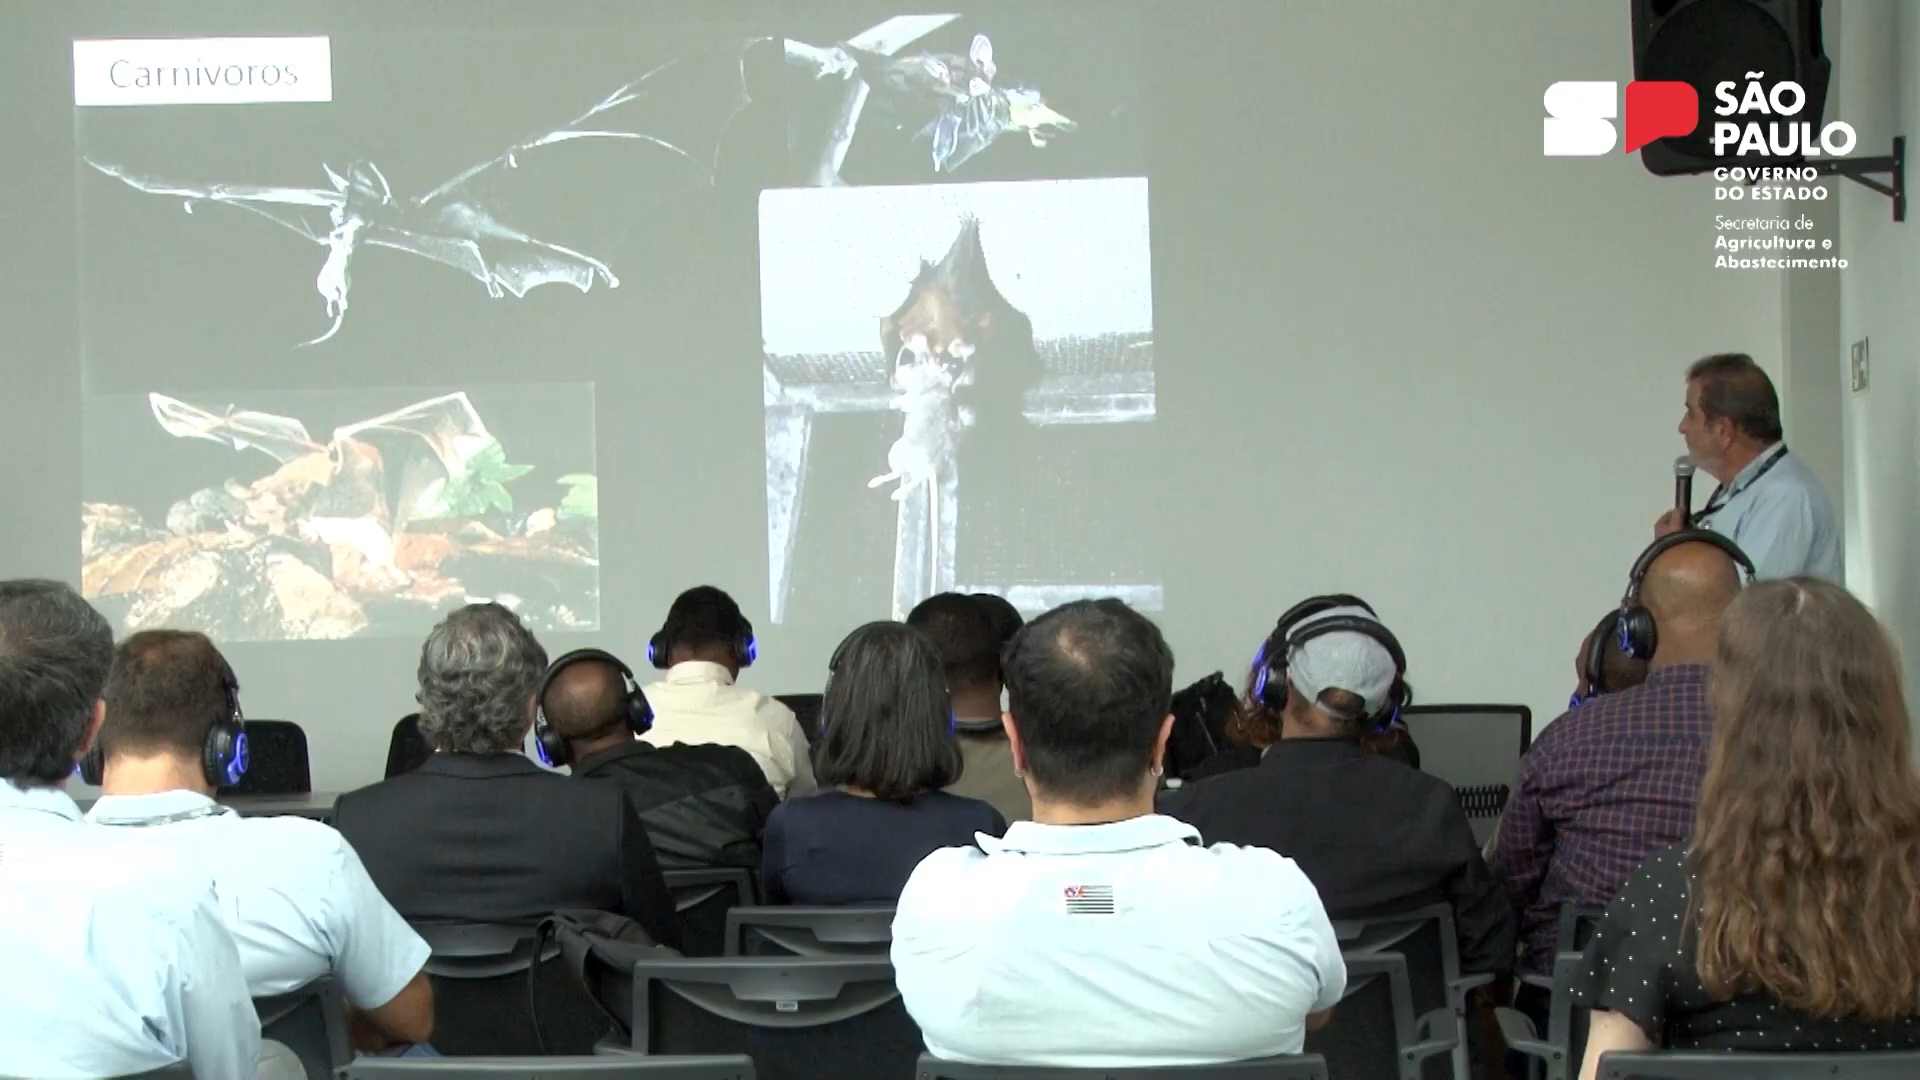 Carnívoros
SÃO
PAULO
GOVERNO
DO ESTADO
Secretaria de
Agricultura e
Abastecimento